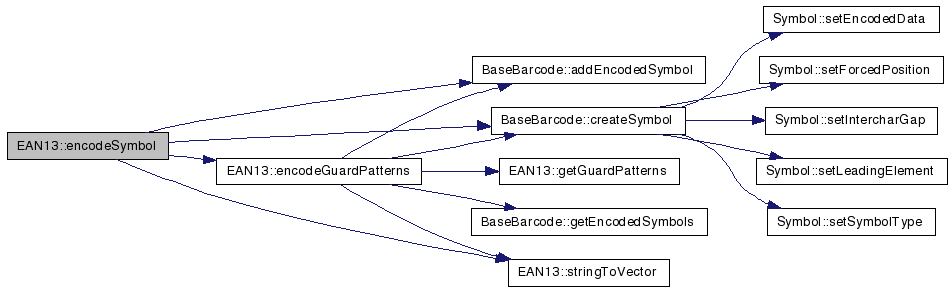 EAN13::encodeSymbol
EAN13::encodeGuardPatterns
BaseBarcode::addEncodedSymbol
BaseBarcode::createSymbol
EAN13::getGuardPatterns
BaseBarcode::getEncodedSymbols
EAN13::stringToVector
Symbol::setEncodedData
Symbol::setForcedPosition
Symbol::setIntercharGap
Symbol::setLeadingElement
Symbol::setSymbolType